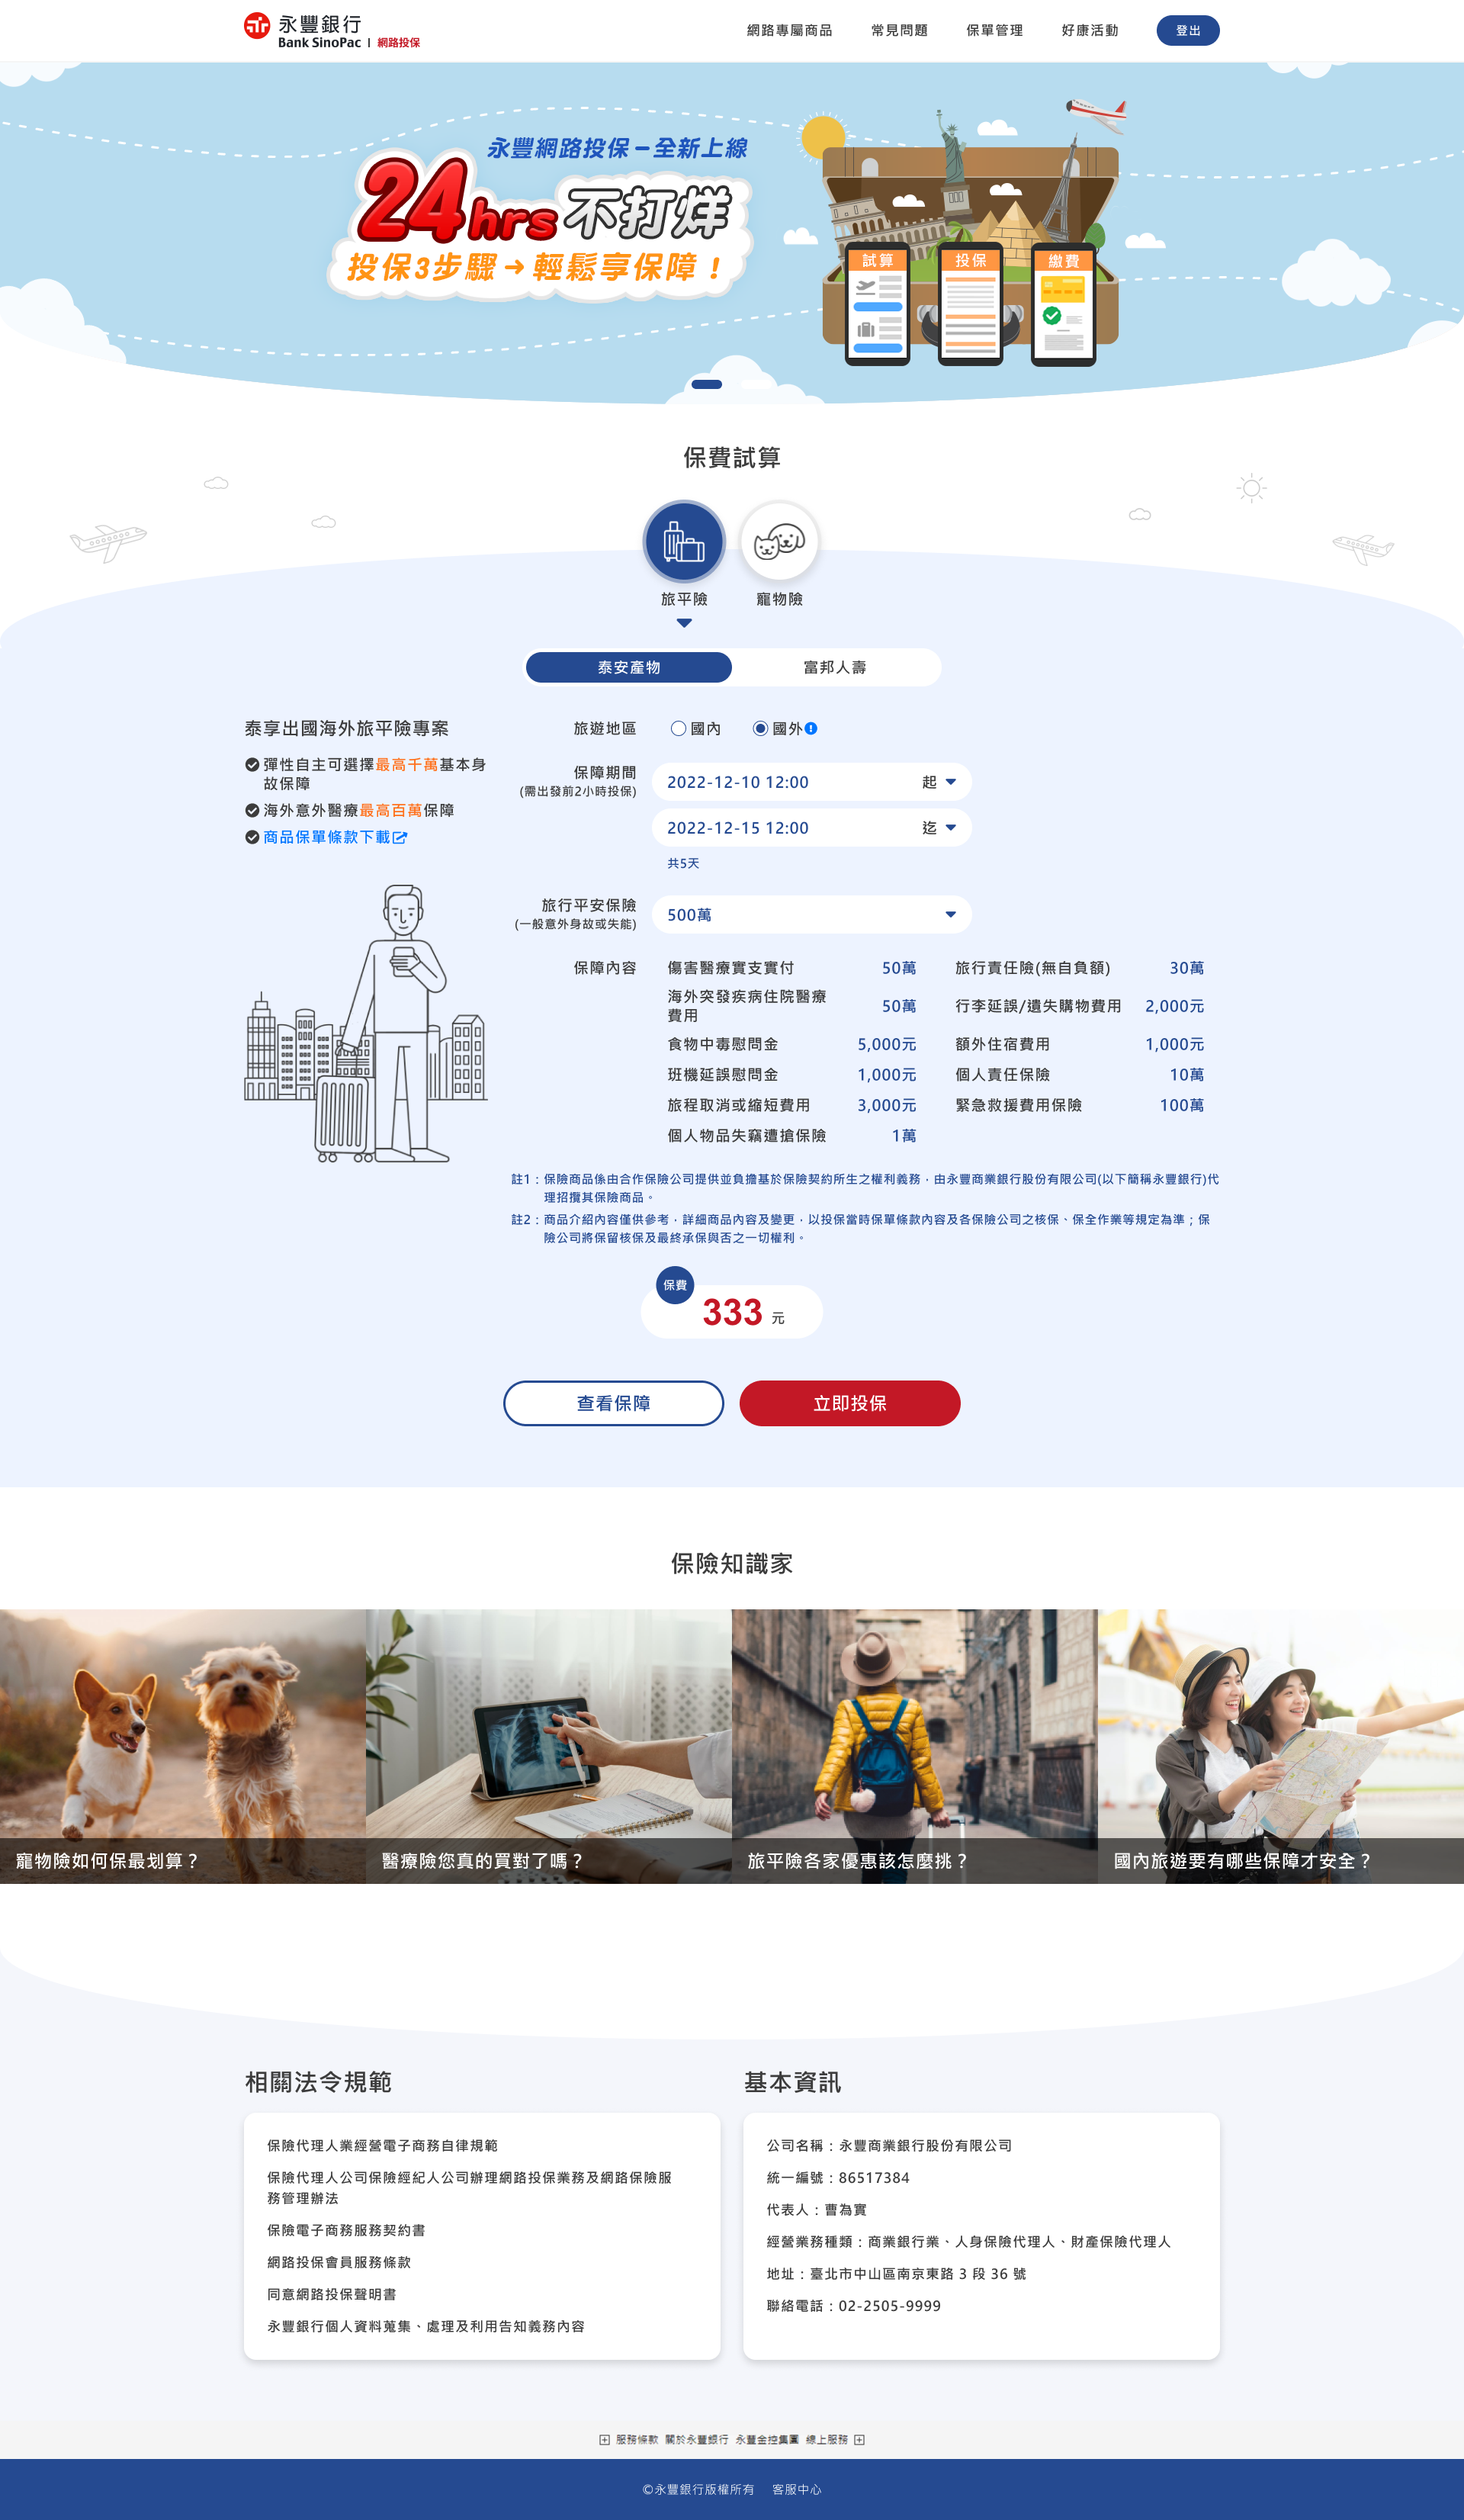 永豐銀行
Bank SinoPac | 網路投保
網路專屬商品 常見問題 保單管理 好康活動 登出
永豐網路投保－全新上線
24hrs不打烊
投保3步驟→輕鬆享保障！
試算 投保 繳費
保費試算
旅平險 寵物險
泰安產物 富邦人壽
泰享出國海外旅平險專案
彈性自主可選擇最高千萬基本身
故保障
海外意外醫療最高百萬保障
商品保單條款下載
旅遊地區 國內 國外
保障期間
(需出發前2小時投保)
2022-12-10 12:00 起
2022-12-15 12:00 迄
共5天
旅行平安保險
(一般意外身故或失能)
500萬
保障內容
傷害醫療實支實付 50萬 旅行責任險(無自負額) 30萬
海外突發疾病住院醫療
費用 50萬 行李延誤/遺失購物費用 2,000元
食物中毒慰問金 5,000元 額外住宿費用 1,000元
班機延誤慰問金 1,000元 個人責任保險 10萬
旅程取消或縮短費用 3,000元 緊急救援費用保險 100萬
個人物品失竊遭搶保險 1萬
註1：保險商品係由合作保險公司提供並負擔基於保險契約所生之權利義務，由永豐商業銀行股份有限公司(以下簡稱永豐銀行)代
理招攬其保險商品。
註2：商品介紹內容僅供參考，詳細商品內容及變更，以投保當時保單條款內容及各保險公司之核保、保全作業等規定為準；保
險公司將保留核保及最終承保與否之一切權利。
保費
333 元
查看保障 立即投保
保險知識家
寵物險如何保最划算？
醫療險您真的買對了嗎？
旅平險各家優惠該怎麼挑？
國內旅遊要有哪些保障才安全？
相關法令規範
保險代理人業經營電子商務自律規範
保險代理人公司保險經紀人公司辦理網路投保業務及網路保險服
務管理辦法
保險電子商務服務契約書
網路投保會員服務條款
同意網路投保聲明書
永豐銀行個人資料蒐集、處理及利用告知義務內容
基本資訊
公司名稱：永豐商業銀行股份有限公司
統一編號：86517384
代表人：曹為實
經營業務種類：商業銀行業、人身保險代理人、財產保險代理人
地址：臺北市中山區南京東路 3 段 36 號
聯絡電話：02-2505-9999
服務條款 關於永豐銀行 永豐金控集團 線上服務
©永豐銀行版權所有 客服中心